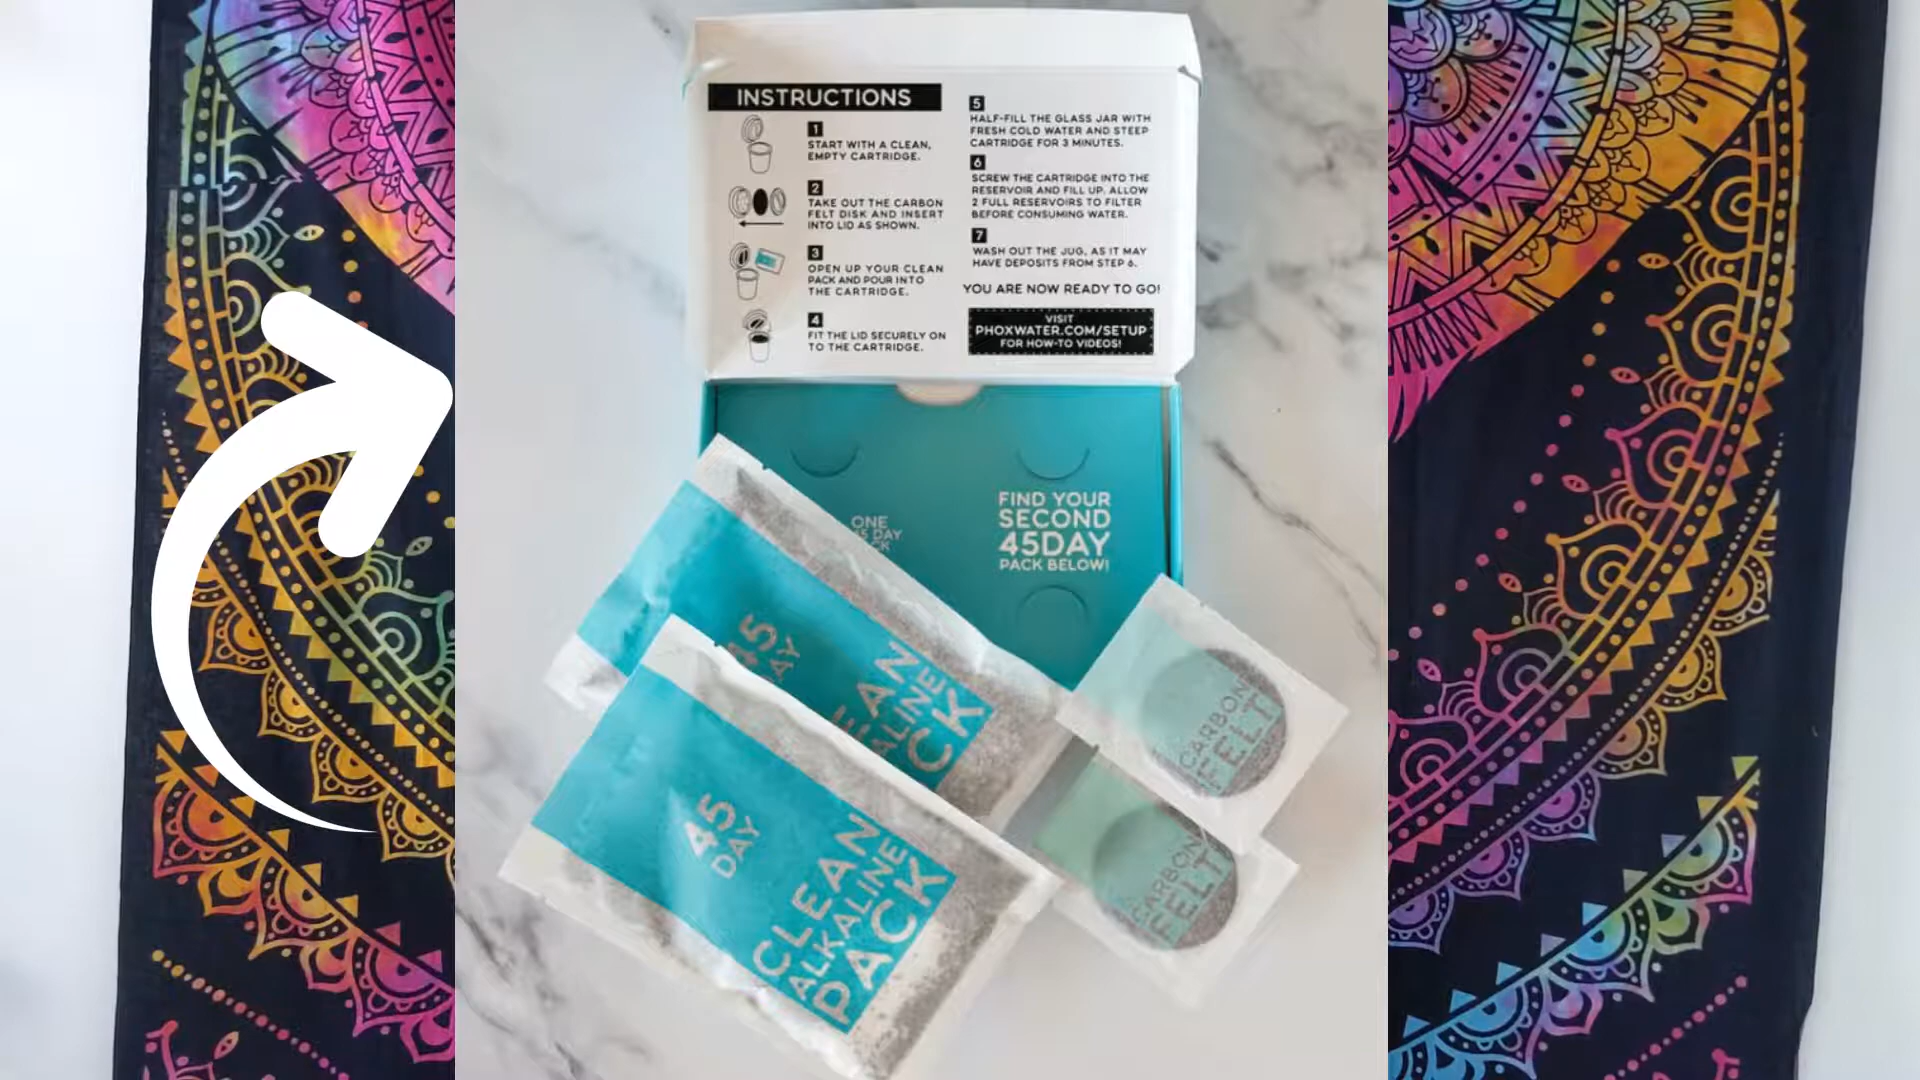 INSTRUCTIONS
1
START WITH A CLEAN,
EMPTY CARTRIDGE.
2
TAKE OUT THE CARBON
FELT DISK AND INSERT
INTO LID AS SHOWN.
3
OPEN UP YOUR CLEAN
PACK AND POUR INTO
THE CARTRIDGE.
4
FIT THE LID SECURELY ON
TO THE CARTRIDGE.
5
HALF-FILL THE GLASS JAR WITH
FRESH COLD WATER AND STEEP
CARTRIDGE FOR 3 MINUTES.
6
SCREW THE CARTRIDGE INTO THE
RESERVOIR AND FILL UP. ALLOW
2 FULL RESERVOIRS TO FILTER
BEFORE CONSUMING WATER.
7
WASH OUT THE JUG, AS IT MAY
HAVE DEPOSITS FROM STEP 6.
YOU ARE NOW READY TO GO!
VISIT
PHOXWATER.COM/SETUP
FOR HOW-TO VIDEOS!
ONE
DAY
FIND YOUR
SECOND
45DAY
PACK BELOW!
45
DAY
45
DAY
CLEAN
ALKALINE
PACK
CARBON
FELT
CARBON
FELT